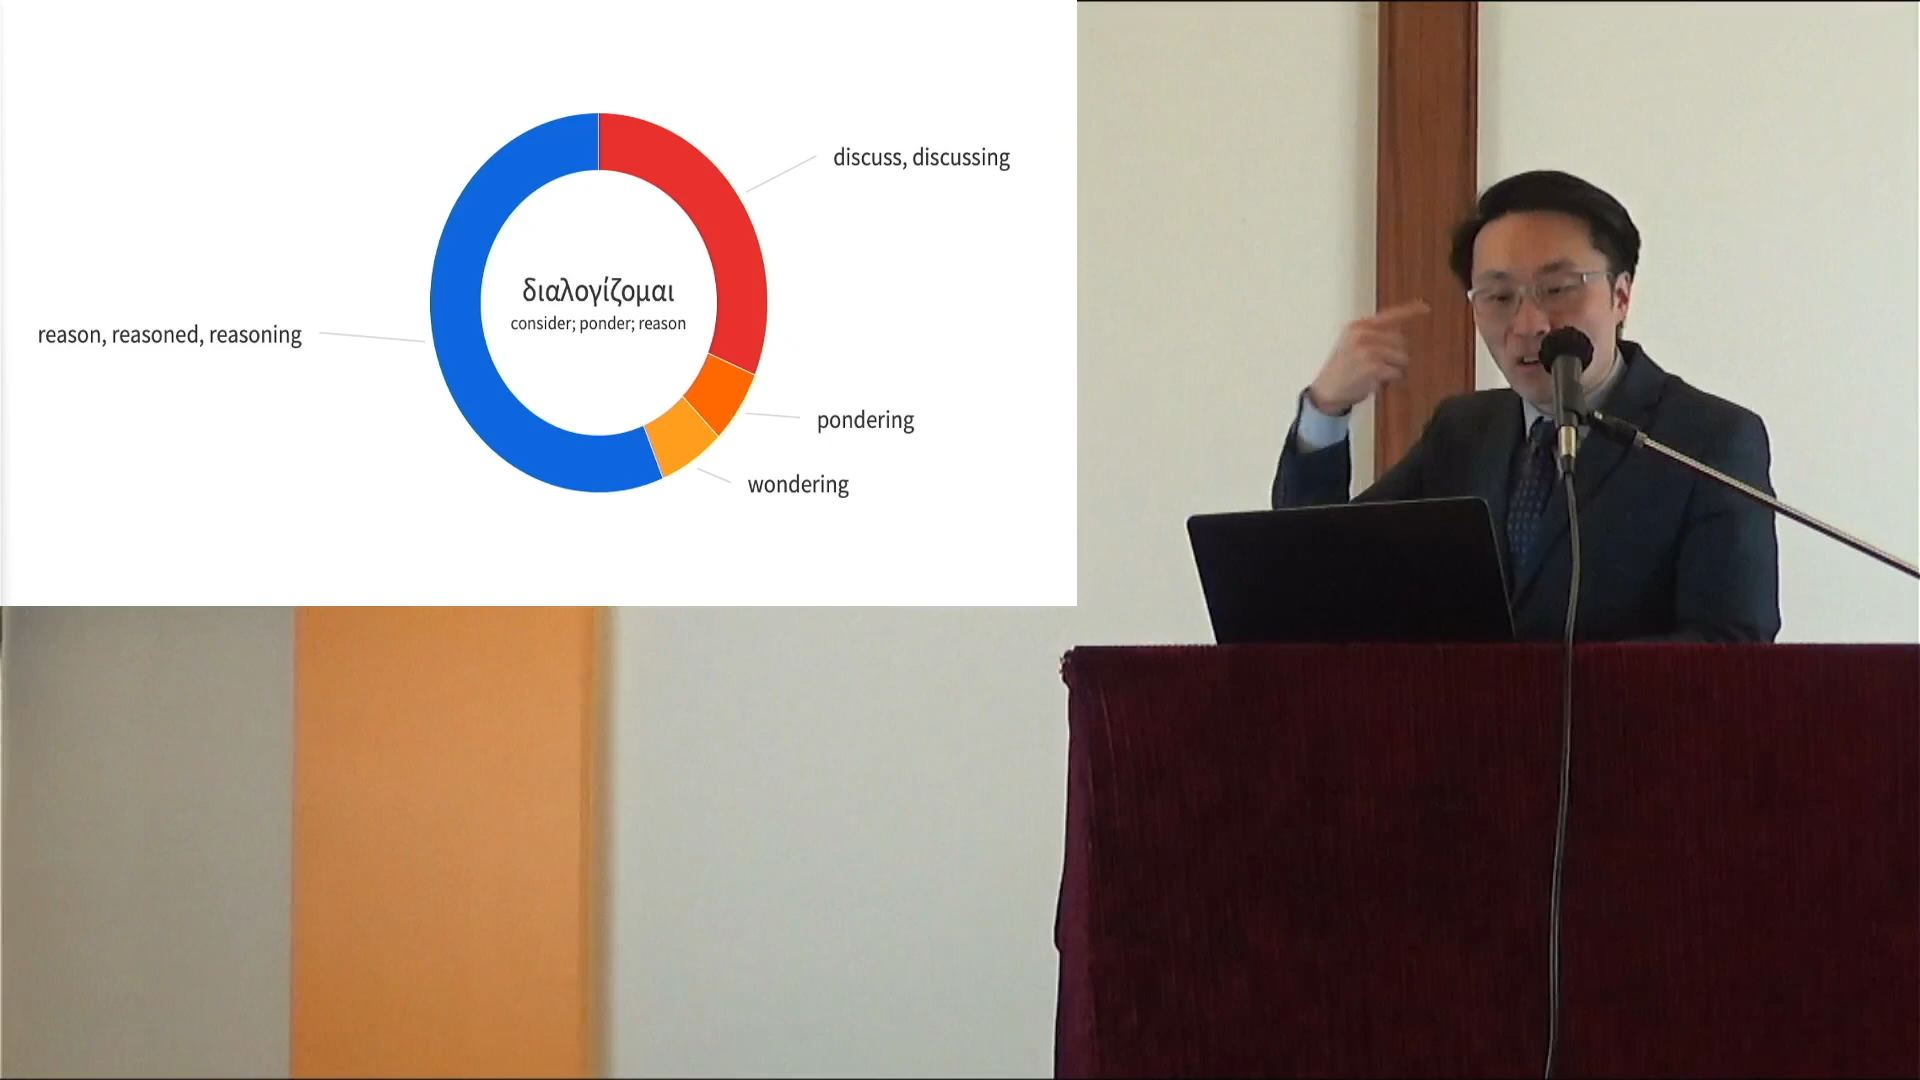 discuss, discussing
διαλογίζομαι
consider; ponder; reason
reason, reasoned, reasoning
pondering
wondering